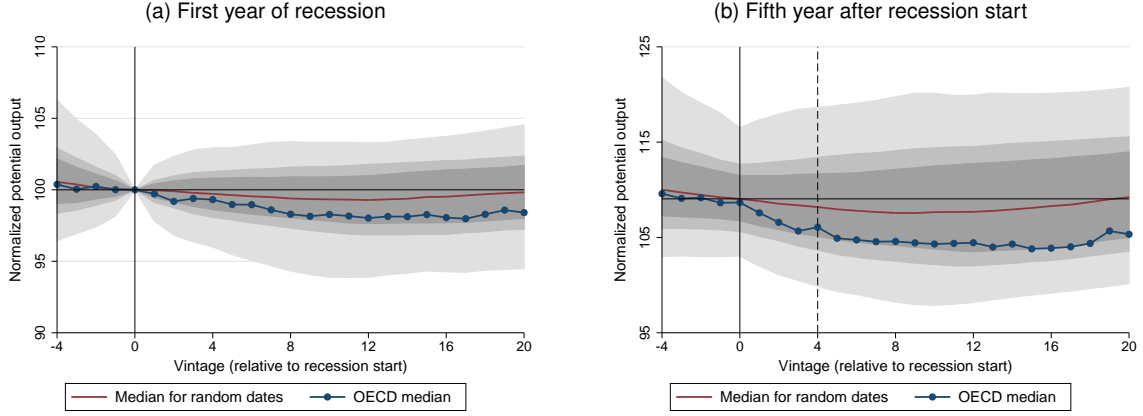 (a) First year of recession
Normalized potential output
110
105
100
95
90
-4 0 4 8 12 16 20
Vintage (relative to recession start)
Median for random dates OECD median
(b) Fifth year after recession start
Normalized potential output
125
115
105
95
-4 0 4 8 12 16 20
Vintage (relative to recession start)
Median for random dates OECD median